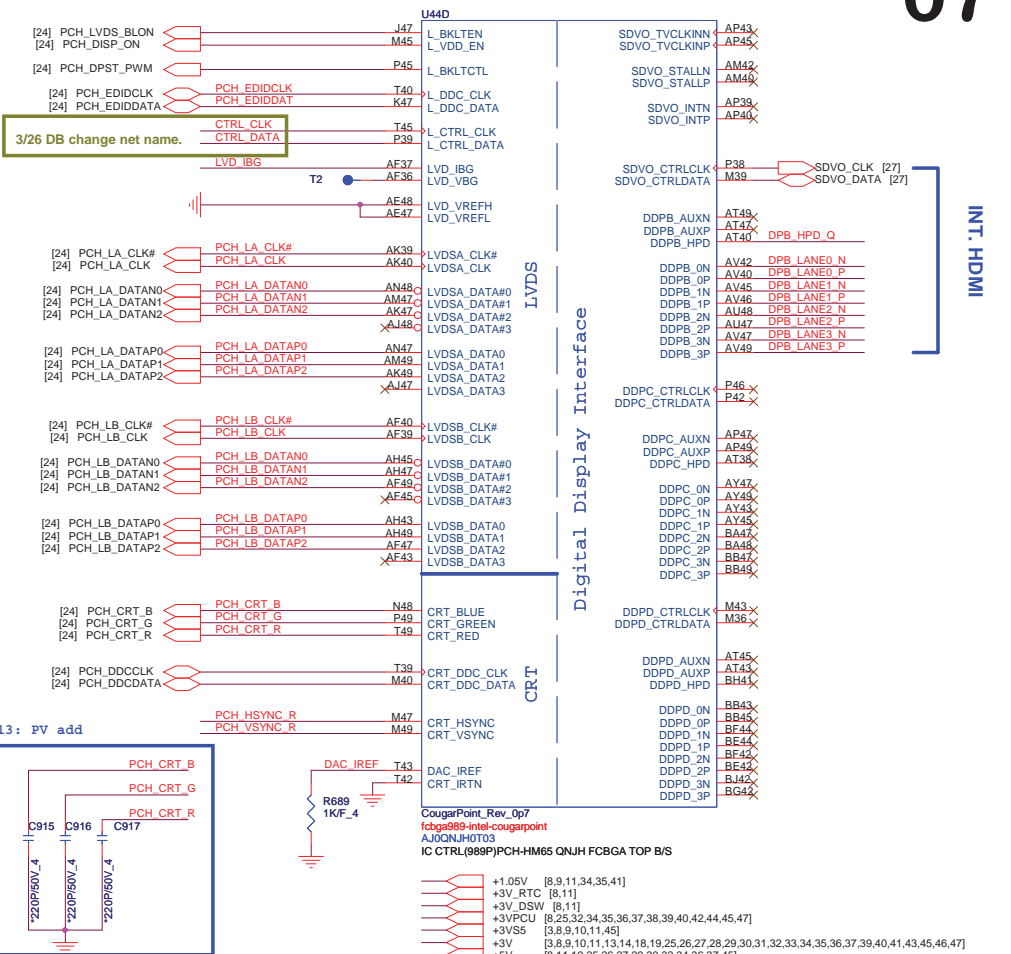 07
U44D
[24] PCH_LVDS_BLON J47 L_BKLTEN
[24] PCH_DISP_ON M45 L_VDD_EN
[24] PCH_DPST_PWM P45 L_BKLTCTL
[24] PCH_EDIDCLK PCH_EDIDCLK T40 L_DDC_CLK
[24] PCH_EDIDDATA PCH_EDIDDAT K47 L_DDC_DATA
3/26 DB change net name.
CTRL_CLK T45 L_CTRL_CLK
CTRL_DATA P39 L_CTRL_DATA
LVD_IBG AF37 LVD_IBG
T2 AF36 LVD_VBG
AE48 LVD_VREFH
AE47 LVD_VREFL
[24] PCH_LA_CLK# PCH_LA_CLK# AK39 LVDSA_CLK#
[24] PCH_LA_CLK PCH_LA_CLK AK40 LVDSA_CLK
[24] PCH_LA_DATAN0 PCH_LA_DATAN0 AN48 LVDSA_DATA#0
[24] PCH_LA_DATAN1 PCH_LA_DATAN1 AM47 LVDSA_DATA#1
[24] PCH_LA_DATAN2 PCH_LA_DATAN2 AK47 LVDSA_DATA#2
AJ48 LVDSA_DATA#3
[24] PCH_LA_DATAP0 PCH_LA_DATAP0 AN47 LVDSA_DATA0
[24] PCH_LA_DATAP1 PCH_LA_DATAP1 AM49 LVDSA_DATA1
[24] PCH_LA_DATAP2 PCH_LA_DATAP2 AK49 LVDSA_DATA2
AJ47 LVDSA_DATA3
[24] PCH_LB_CLK# PCH_LB_CLK# AF40 LVDSB_CLK#
[24] PCH_LB_CLK PCH_LB_CLK AF39 LVDSB_CLK
[24] PCH_LB_DATAN0 PCH_LB_DATAN0 AH45 LVDSB_DATA#0
[24] PCH_LB_DATAN1 PCH_LB_DATAN1 AH47 LVDSB_DATA#1
[24] PCH_LB_DATAN2 PCH_LB_DATAN2 AF49 LVDSB_DATA#2
AF45 LVDSB_DATA#3
[24] PCH_LB_DATAP0 PCH_LB_DATAP0 AH43 LVDSB_DATA0
[24] PCH_LB_DATAP1 PCH_LB_DATAP1 AH49 LVDSB_DATA1
[24] PCH_LB_DATAP2 PCH_LB_DATAP2 AF47 LVDSB_DATA2
AF43 LVDSB_DATA3
[24] PCH_CRT_B PCH_CRT_B N48 CRT_BLUE
[24] PCH_CRT_G PCH_CRT_G P49 CRT_GREEN
[24] PCH_CRT_R PCH_CRT_R T49 CRT_RED
[24] PCH_DDCCLK T39 CRT_DDC_CLK
[24] PCH_DDCDATA M40 CRT_DDC_DATA
PCH_HSYNC_R M47 CRT_HSYNC
PCH_VSYNC_R M49 CRT_VSYNC
DAC_IREF T43 DAC_IREF
T42 CRT_IRTN
R689
1K/F_4
LVDS
CRT
Digital Display Interface
SDVO_TVCLKINN AP43
SDVO_TVCLKINP AP45
SDVO_STALLN AM42
SDVO_STALLP AM40
SDVO_INTN AP39
SDVO_INTP AP40
SDVO_CTRLCLK P38 SDVO_CLK [27]
SDVO_CTRLDATA M39 SDVO_DATA [27]
DDPB_AUXN AT49
DDPB_AUXP AT47
DDPB_HPD AT40 DPB_HPD_Q
DDPB_0N AV42 DPB_LANE0_N
DDPB_0P AV40 DPB_LANE0_P
DDPB_1N AV45 DPB_LANE1_N
DDPB_1P AV46 DPB_LANE1_P
DDPB_2N AU48 DPB_LANE2_N
DDPB_2P AU47 DPB_LANE2_P
DDPB_3N AV47 DPB_LANE3_N
DDPB_3P AV49 DPB_LANE3_P
INT. HDMI
DDPC_CTRLCLK P46
DDPC_CTRLDATA P42
DDPC_AUXN AP47
DDPC_AUXP AP49
DDPC_HPD AT38
DDPC_0N AY47
DDPC_0P AY49
DDPC_1N AY43
DDPC_1P AY45
DDPC_2N BA47
DDPC_2P BA48
DDPC_3N BB47
DDPC_3P BB49
DDPD_CTRLCLK M43
DDPD_CTRLDATA M36
DDPD_AUXN AT45
DDPD_AUXP AT43
DDPD_HPD BH41
DDPD_0N BB43
DDPD_0P BB45
DDPD_1N BF44
DDPD_1P BE44
DDPD_2N BF42
DDPD_2P BE42
DDPD_3N BJ42
DDPD_3P BG42
CougarPoint_Rev_0p7
fcbga989-intel-cougarpoint
AJ0QNJH0T03
IC CTRL(989P)PCH-HM65 QNJH FCBGA TOP B/S
13: PV add
PCH_CRT_B
PCH_CRT_G
PCH_CRT_R
C915 C916 C917
*220P/50V_4 *220P/50V_4 *220P/50V_4
+1.05V [8,9,11,34,35,41]
+3V_RTC [8,11]
+3V_DSW [8,11]
+3VPCU [8,25,32,34,35,36,37,38,39,40,42,44,45,47]
+3VS5 [3,8,9,10,11,45]
+3V [3,8,9,10,11,13,14,18,19,25,26,27,28,29,30,31,32,33,34,35,36,37,39,40,41,43,45,46,47]